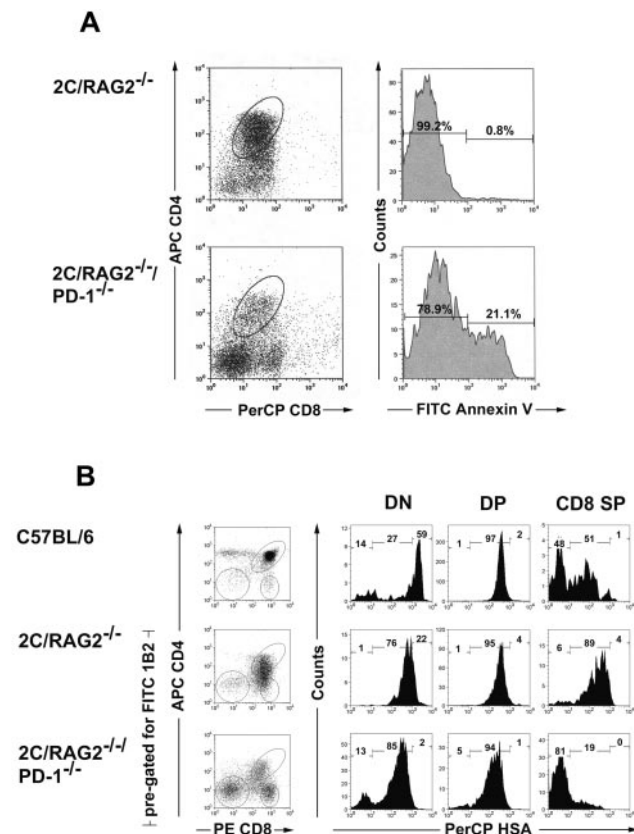 A
2C/RAG2-/-
99.2%
0.8%
2C/RAG2-/-/
PD-1-/-
78.9%
21.1%
APC CD4
Counts
PerCP CD8
FITC Annexin V
B
DN
DP
CD8 SP
C57BL/6
14 27 59
1 97 2
48 51 1
2C/RAG2-/-
1 76 22
1 95 4
6 89 4
2C/RAG2-/-/
PD-1-/-
13 85 2
5 94 1
81 19 0
pre-gated for FITC 1B2
APC CD4
Counts
PE CD8
PerCP HSA